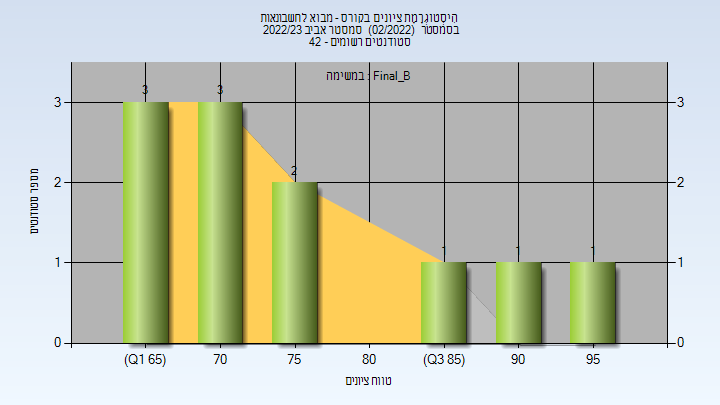 היסטוגרמת ציונים בקורס - מבוא לחשבונאות
בסמסטר (02/2022) סמסטר אביב 2022/23
סטודנטים רשומים - 42
במשימה : Final_B
מספר סטודנטים
3 3 2 1 1 1
3 3
2 2
1 1
0 0
(Q1 65) 70 75 80 (Q3 85) 90 95
טווח ציונים